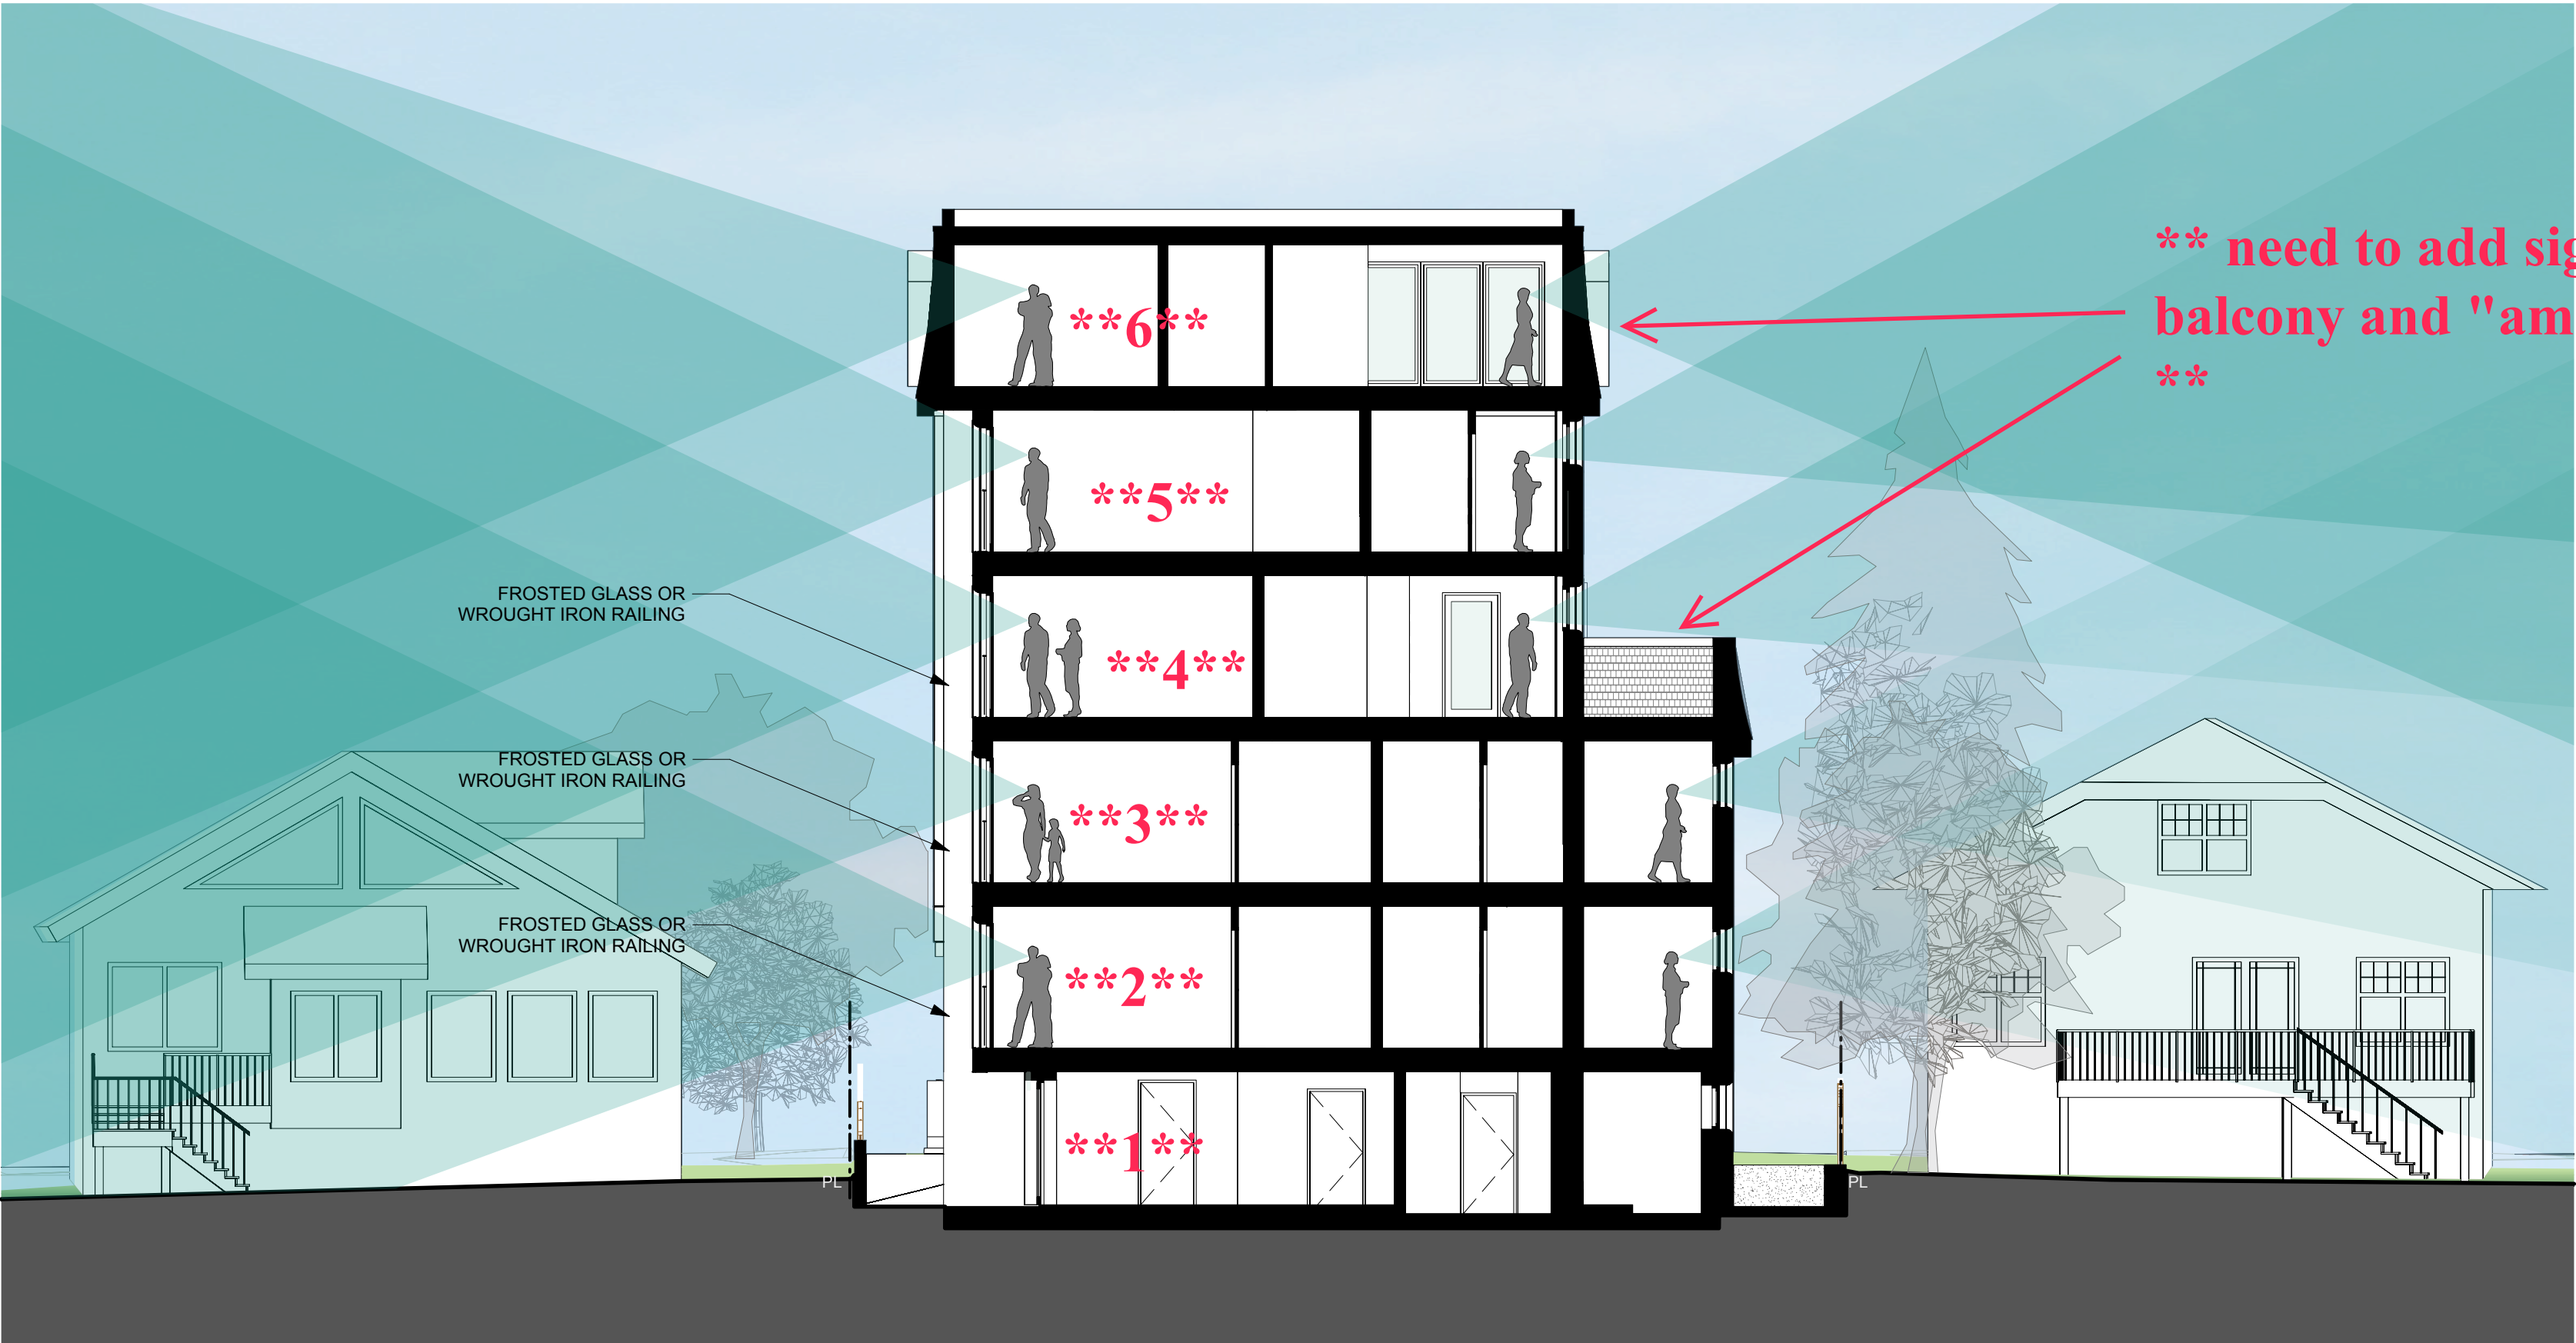 ** need to add sig
balcony and "am
**
**6**
**5**
FROSTED GLASS OR
WROUGHT IRON RAILING
**4**
FROSTED GLASS OR
WROUGHT IRON RAILING
**3**
FROSTED GLASS OR
WROUGHT IRON RAILING
**2**
**1**
PL
PL